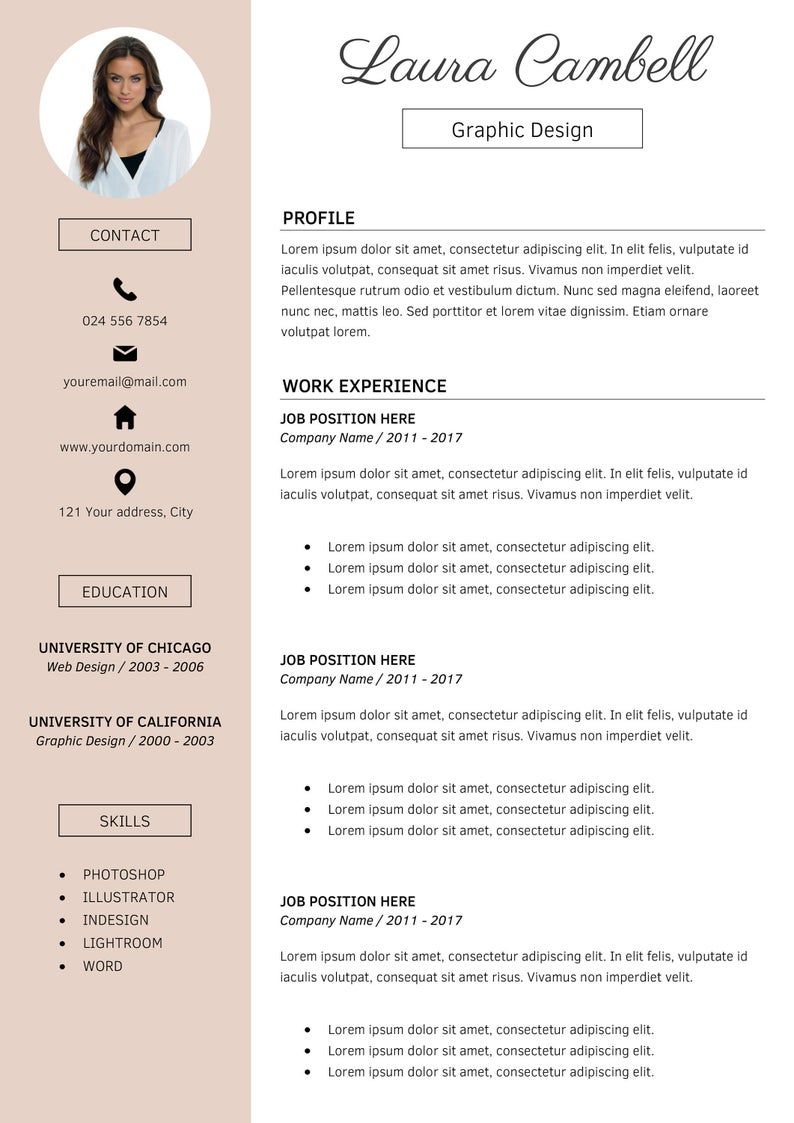 Laura Cambell
Graphic Design
CONTACT
024 556 7854
youremail@mail.com
www.yourdomain.com
121 Your address, City
EDUCATION
UNIVERSITY OF CHICAGO
Web Design / 2003 - 2006
UNIVERSITY OF CALIFORNIA
Graphic Design / 2000 - 2003
SKILLS
• PHOTOSHOP
• ILLUSTRATOR
• INDESIGN
• LIGHTROOM
• WORD
PROFILE
Lorem ipsum dolor sit amet, consectetur adipiscing elit. In elit felis, vulputate id
iaculis volutpat, consequat sit amet risus. Vivamus non imperdiet velit.
Pellentesque rutrum odio et vestibulum dictum. Nunc sed magna eleifend, laoreet
nunc nec, mattis leo. Sed porttitor et lorem vitae dignissim. Etiam ornare
volutpat lorem.
WORK EXPERIENCE
JOB POSITION HERE
Company Name / 2011 - 2017
Lorem ipsum dolor sit amet, consectetur adipiscing elit. In elit felis, vulputate id
iaculis volutpat, consequat sit amet risus. Vivamus non imperdiet velit.
• Lorem ipsum dolor sit amet, consectetur adipiscing elit.
• Lorem ipsum dolor sit amet, consectetur adipiscing elit.
• Lorem ipsum dolor sit amet, consectetur adipiscing elit.
JOB POSITION HERE
Company Name / 2011 - 2017
Lorem ipsum dolor sit amet, consectetur adipiscing elit. In elit felis, vulputate id
iaculis volutpat, consequat sit amet risus. Vivamus non imperdiet velit.
• Lorem ipsum dolor sit amet, consectetur adipiscing elit.
• Lorem ipsum dolor sit amet, consectetur adipiscing elit.
• Lorem ipsum dolor sit amet, consectetur adipiscing elit.
JOB POSITION HERE
Company Name / 2011 - 2017
Lorem ipsum dolor sit amet, consectetur adipiscing elit. In elit felis, vulputate id
iaculis volutpat, consequat sit amet risus. Vivamus non imperdiet velit.
• Lorem ipsum dolor sit amet, consectetur adipiscing elit.
• Lorem ipsum dolor sit amet, consectetur adipiscing elit.
• Lorem ipsum dolor sit amet, consectetur adipiscing elit.